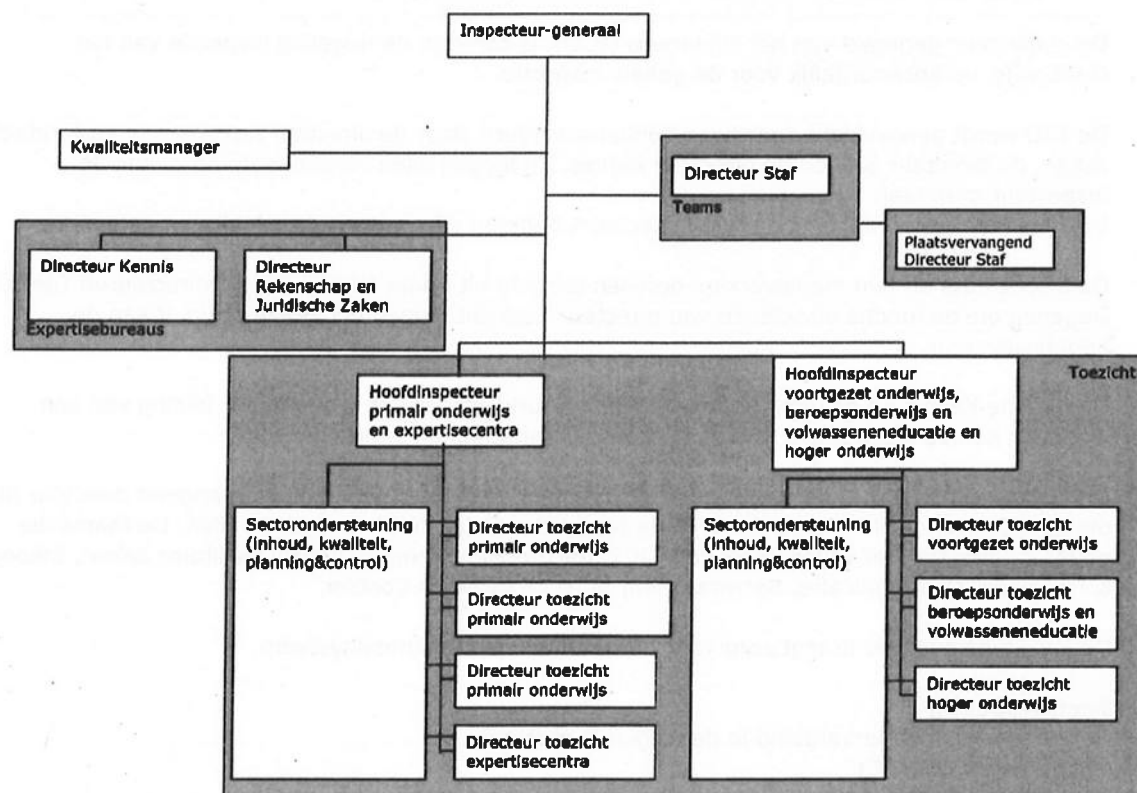 Inspecteur-generaal
Kwaliteitsmanager
Directeur Staf
Teams
Plaatsvervangend
Directeur Staf
Directeur Kennis
Directeur
Rekenschap en
Juridische Zaken
Expertisebureaus
Toezicht
Hoofdinspecteur
primair onderwijs
en expertisecentra
Hoofdinspecteur
voortgezet onderwijs,
beroepsonderwijs en
volwasseneneducatie en
hoger onderwijs
Sectorondersteuning
(inhoud, kwaliteit,
planning&control)
Directeur toezicht
primair onderwijs
Directeur toezicht
primair onderwijs
Directeur toezicht
primair onderwijs
Directeur toezicht
expertisecentra
Sectorondersteuning
(inhoud, kwaliteit,
planning&control)
Directeur toezicht
voortgezet onderwijs
Directeur toezicht
beroepsonderwijs en
volwasseneneducatie
Directeur toezicht
hoger onderwijs